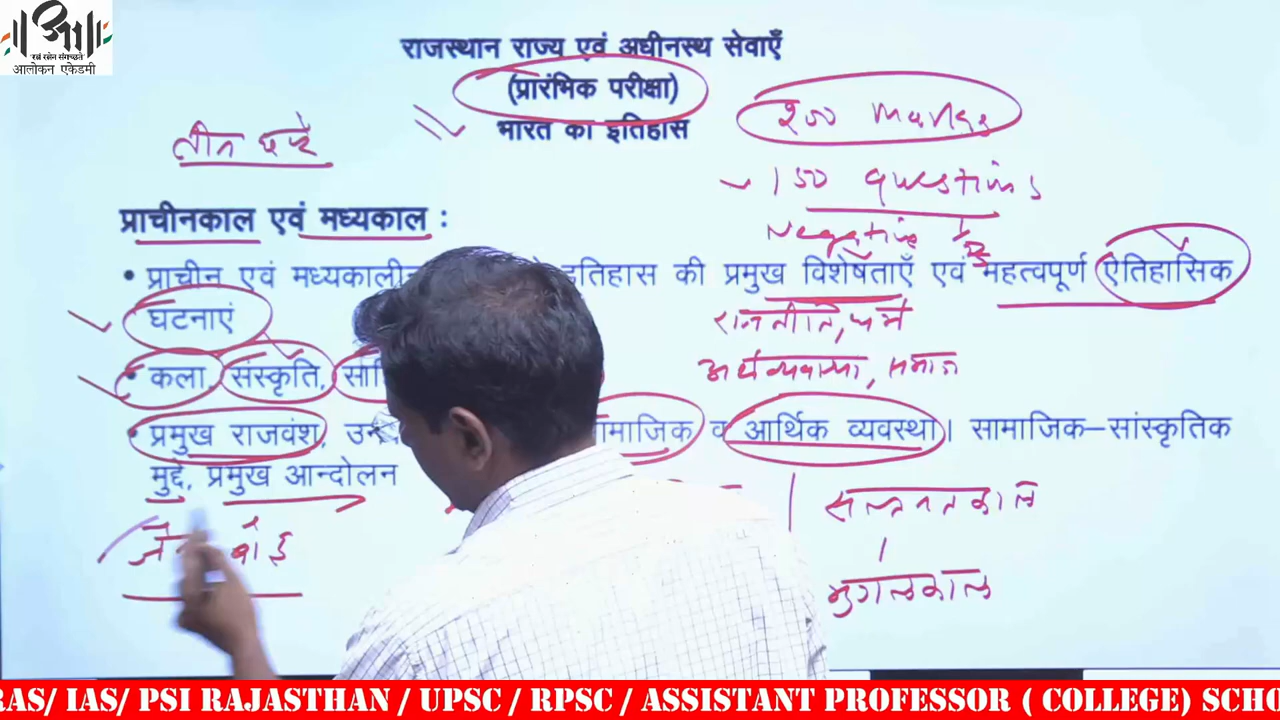 आलोकन एकेडमी
राजस्थान राज्य एवं अधीनस्थ सेवाएँ
(प्रारंभिक परीक्षा)
भारत का इतिहास
200 Marks
तीन
150 questions
Negative 1/3
प्राचीनकाल एवं मध्यकाल :
• प्राचीन एवं मध्यकालीन इतिहास की प्रमुख विशेषताएँ एवं महत्वपूर्ण ऐतिहासिक
घटनाएं
राजनीति, धर्म
• कला, संस्कृति,
अर्थव्यवस्था, समाज
• प्रमुख राजवंश, आर्थिक व्यवस्था। सामाजिक–सांस्कृतिक
मुद्दे, प्रमुख आन्दोलन
सल्तनतकाल
मुगलकाल
RAS/ IAS/ PSI RAJASTHAN / UPSC / RPSC / ASSISTANT PROFESSOR ( COLLEGE) SCHO